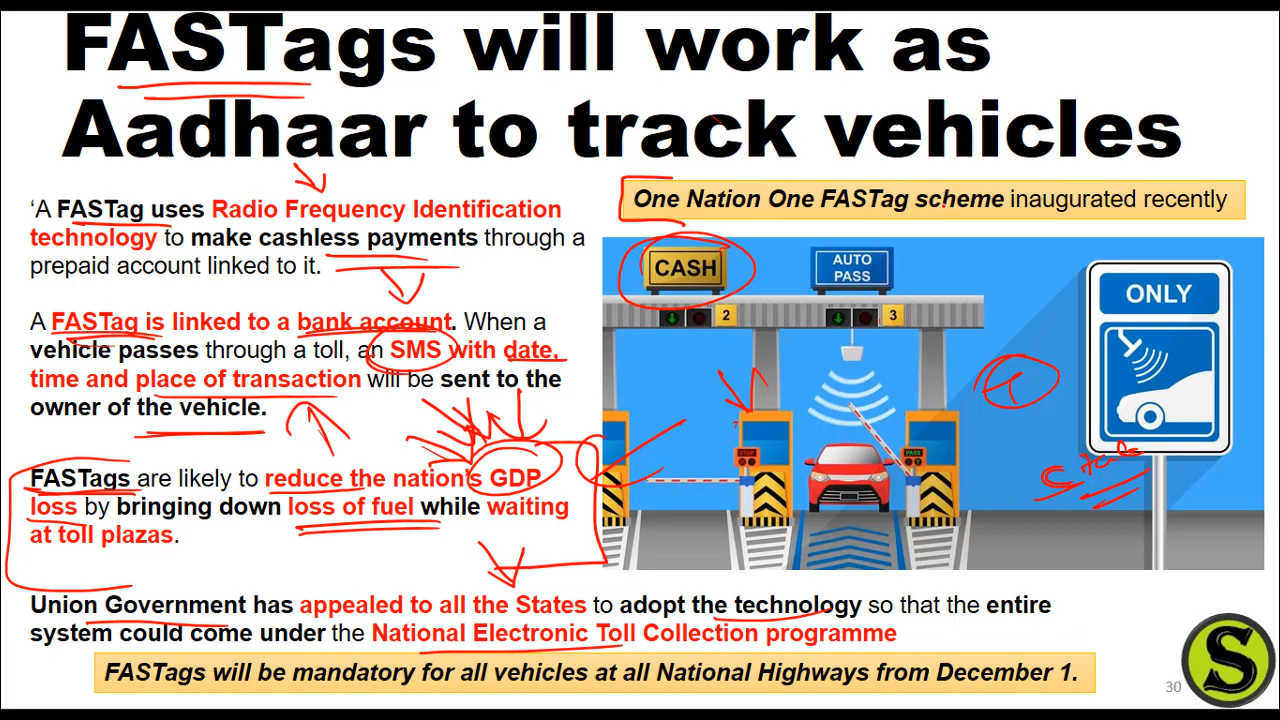 FASTags will work as
Aadhaar to track vehicles
‘A FASTag uses Radio Frequency Identification
technology to make cashless payments through a
prepaid account linked to it.
A FASTag is linked to a bank account. When a
vehicle passes through a toll, an SMS with date,
time and place of transaction will be sent to the
owner of the vehicle.
FASTags are likely to reduce the nation's GDP
loss by bringing down loss of fuel while waiting
at toll plazas.
One Nation One FASTag scheme inaugurated recently
CASH
AUTO
PASS
2
3
ONLY
STOP
PASS
Union Government has appealed to all the States to adopt the technology so that the entire
system could come under the National Electronic Toll Collection programme
FASTags will be mandatory for all vehicles at all National Highways from December 1.
30
S